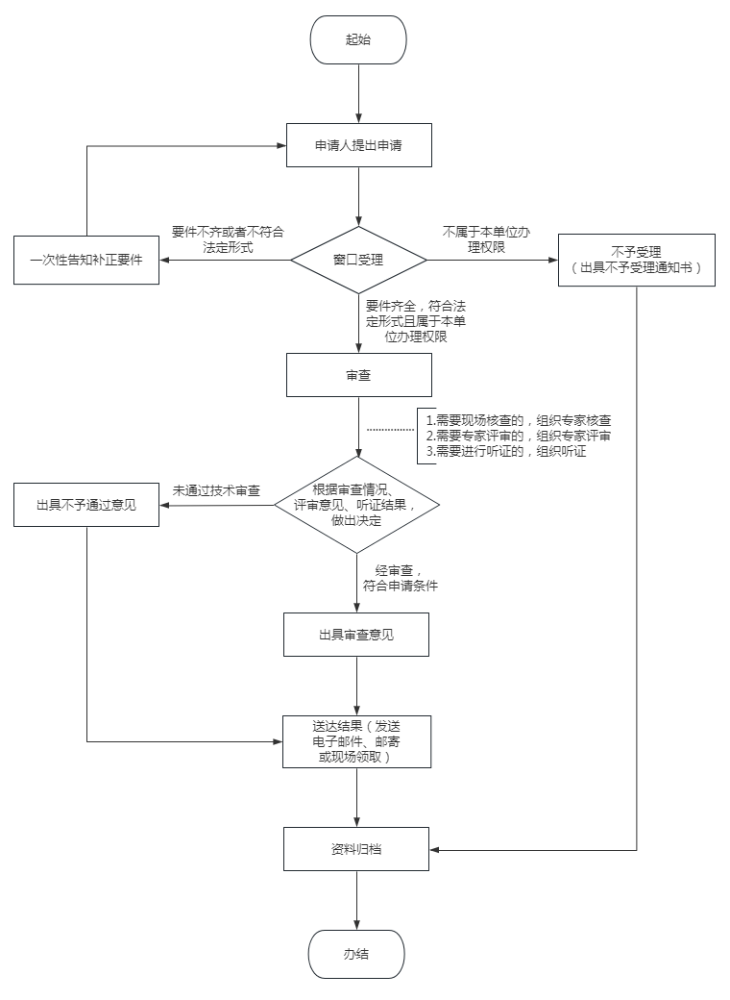 起始
申请人提出申请
要件不齐或者不符合
法定形式
不属于本单位办
理权限
一次性告知补正要件
窗口受理
不予受理
（出具不予受理通知书）
要件齐全，符合法
定形式且属于本单
位办理权限
审查
1.需要现场核查的，组织专家核查
2.需要专家评审的，组织专家评审
3.需要进行听证的，组织听证
未通过技术审查
出具不予通过意见
根据审查情况、
评审意见、听证结果，
做出决定
经审查，
符合申请条件
出具审查意见
送达结果（发送
电子邮件、邮寄
或现场领取）
资料归档
办结